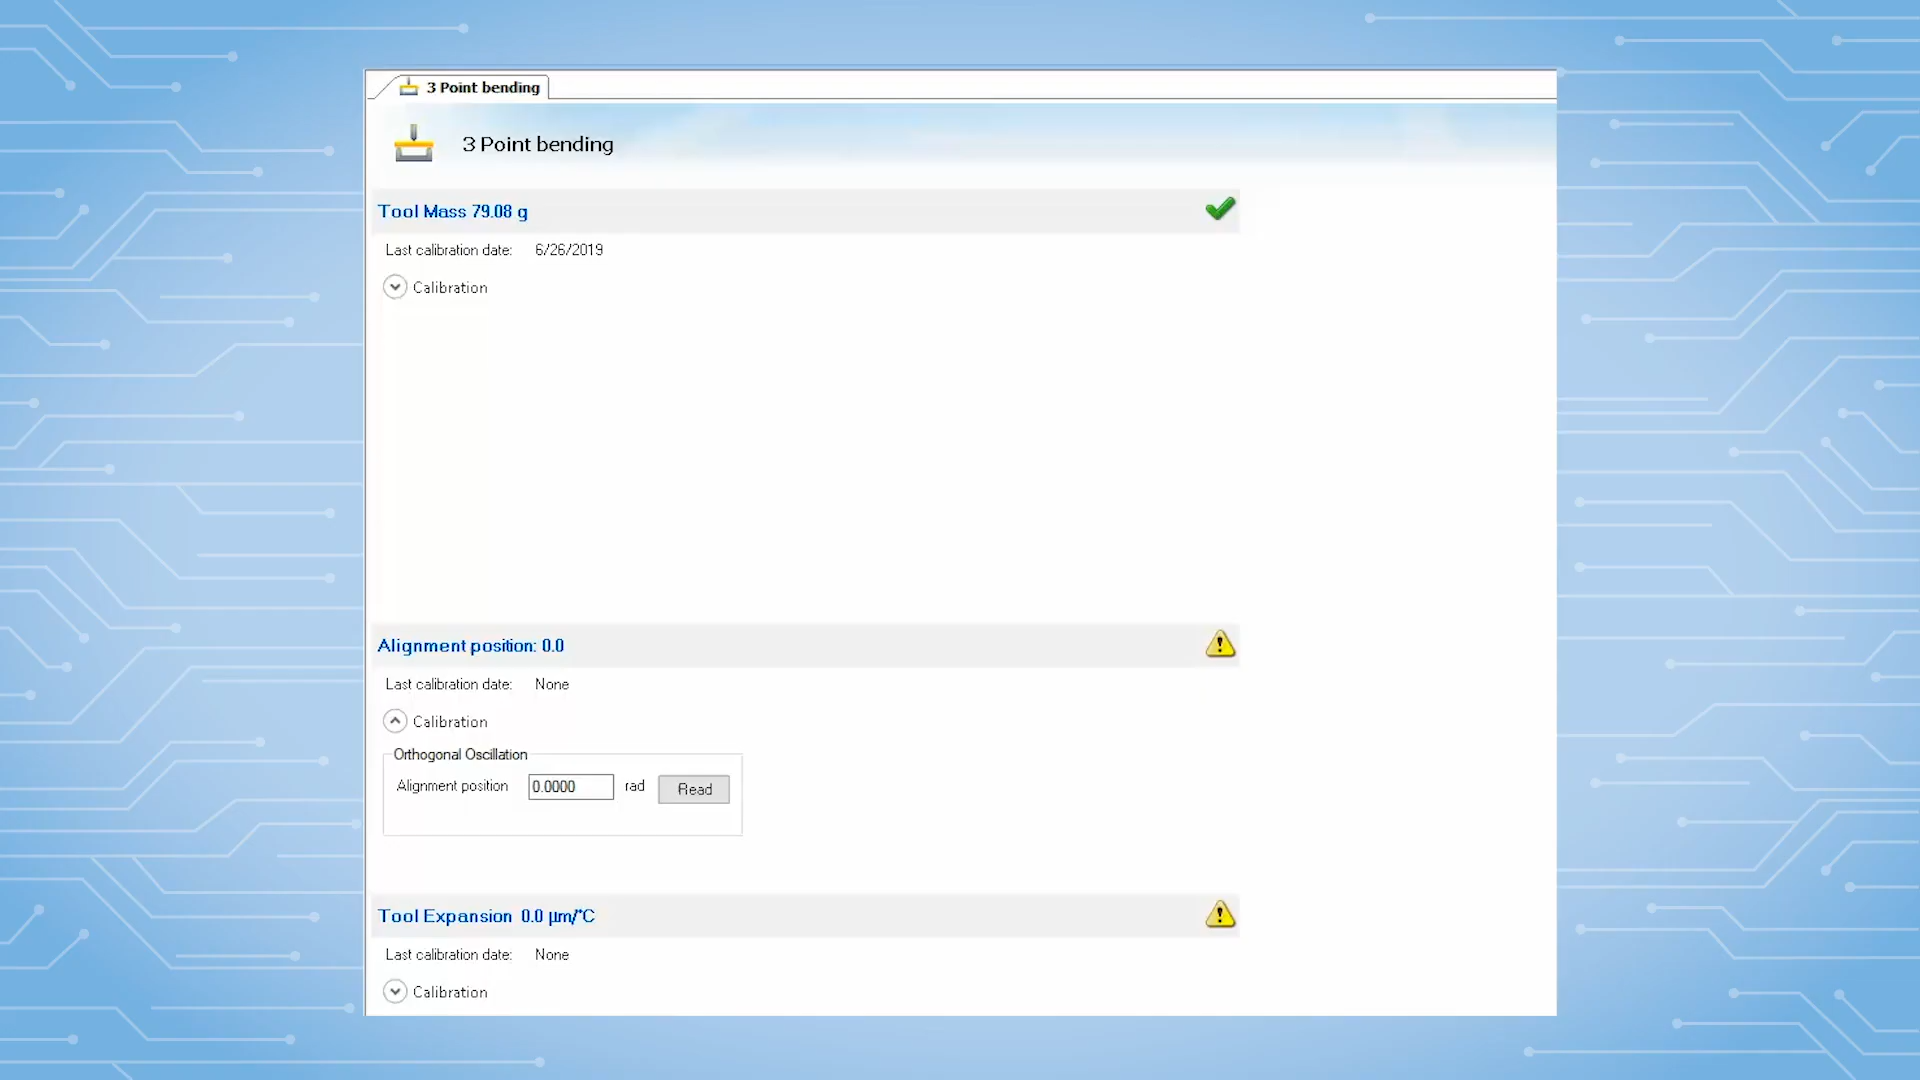 3 Point bending
3 Point bending
Tool Mass 79.08 g
Last calibration date: 6/26/2019
Calibration
Alignment position: 0.0
Last calibration date: None
Calibration
Orthogonal Oscillation
Alignment position 0.0000 rad Read
Tool Expansion 0.0 µm/°C
Last calibration date: None
Calibration